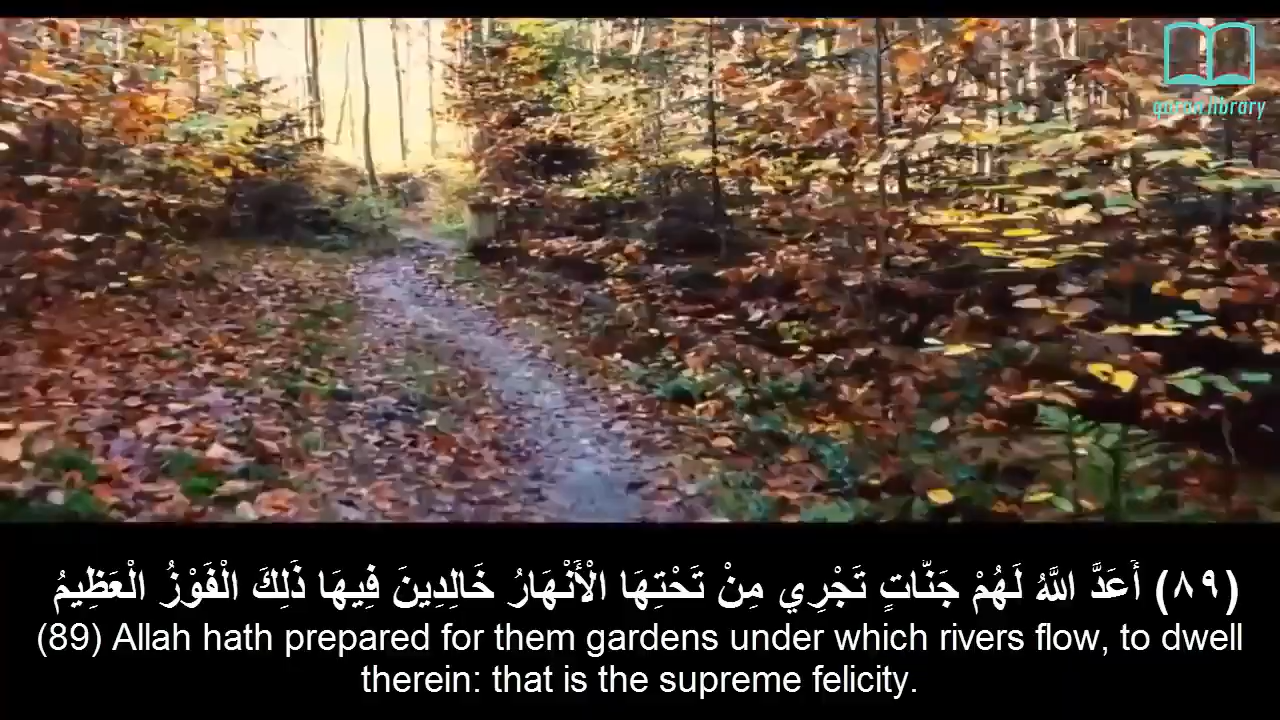 quran.library
(٨٩) أَعَدَّ اللَّهُ لَهُمْ جَنَّاتٍ تَجْرِي مِنْ تَحْتِهَا الْأَنْهَارُ خَالِدِينَ فِيهَا ذَلِكَ الْفَوْزُ الْعَظِيمُ
(89) Allah hath prepared for them gardens under which rivers flow, to dwell
therein: that is the supreme felicity.